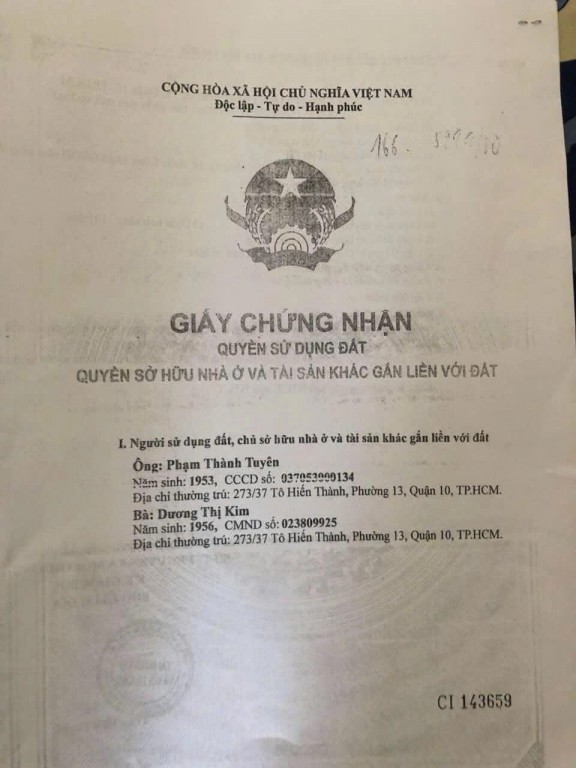 CỘNG HÒA XÃ HỘI CHỦ NGHĨA VIỆT NAM
Độc lập - Tự do - Hạnh phúc
166 -
GIẤY CHỨNG NHẬN
QUYỀN SỬ DỤNG ĐẤT
QUYỀN SỞ HỮU NHÀ Ở VÀ TÀI SẢN KHÁC GẮN LIỀN VỚI ĐẤT
I. Người sử dụng đất, chủ sở hữu nhà ở và tài sản khác gắn liền với đất
Ông: Phạm Thành Tuyên
Năm sinh: 1953, CCCD số:
Địa chỉ thường trú: 273/37 Tô Hiến Thành, Phường 13, Quận 10, TP.HCM.
Bà: Dương Thị Kim
Năm sinh: 1956, CMND số: 023809925
Địa chỉ thường trú: 273/37 Tô Hiến Thành, Phường 13, Quận 10, TP.HCM.
CI 143659